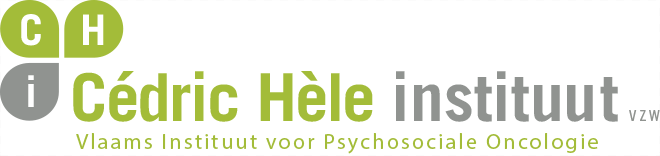 C H
i Cédric Hèle instituut VZW
Vlaams Instituut voor Psychosociale Oncologie